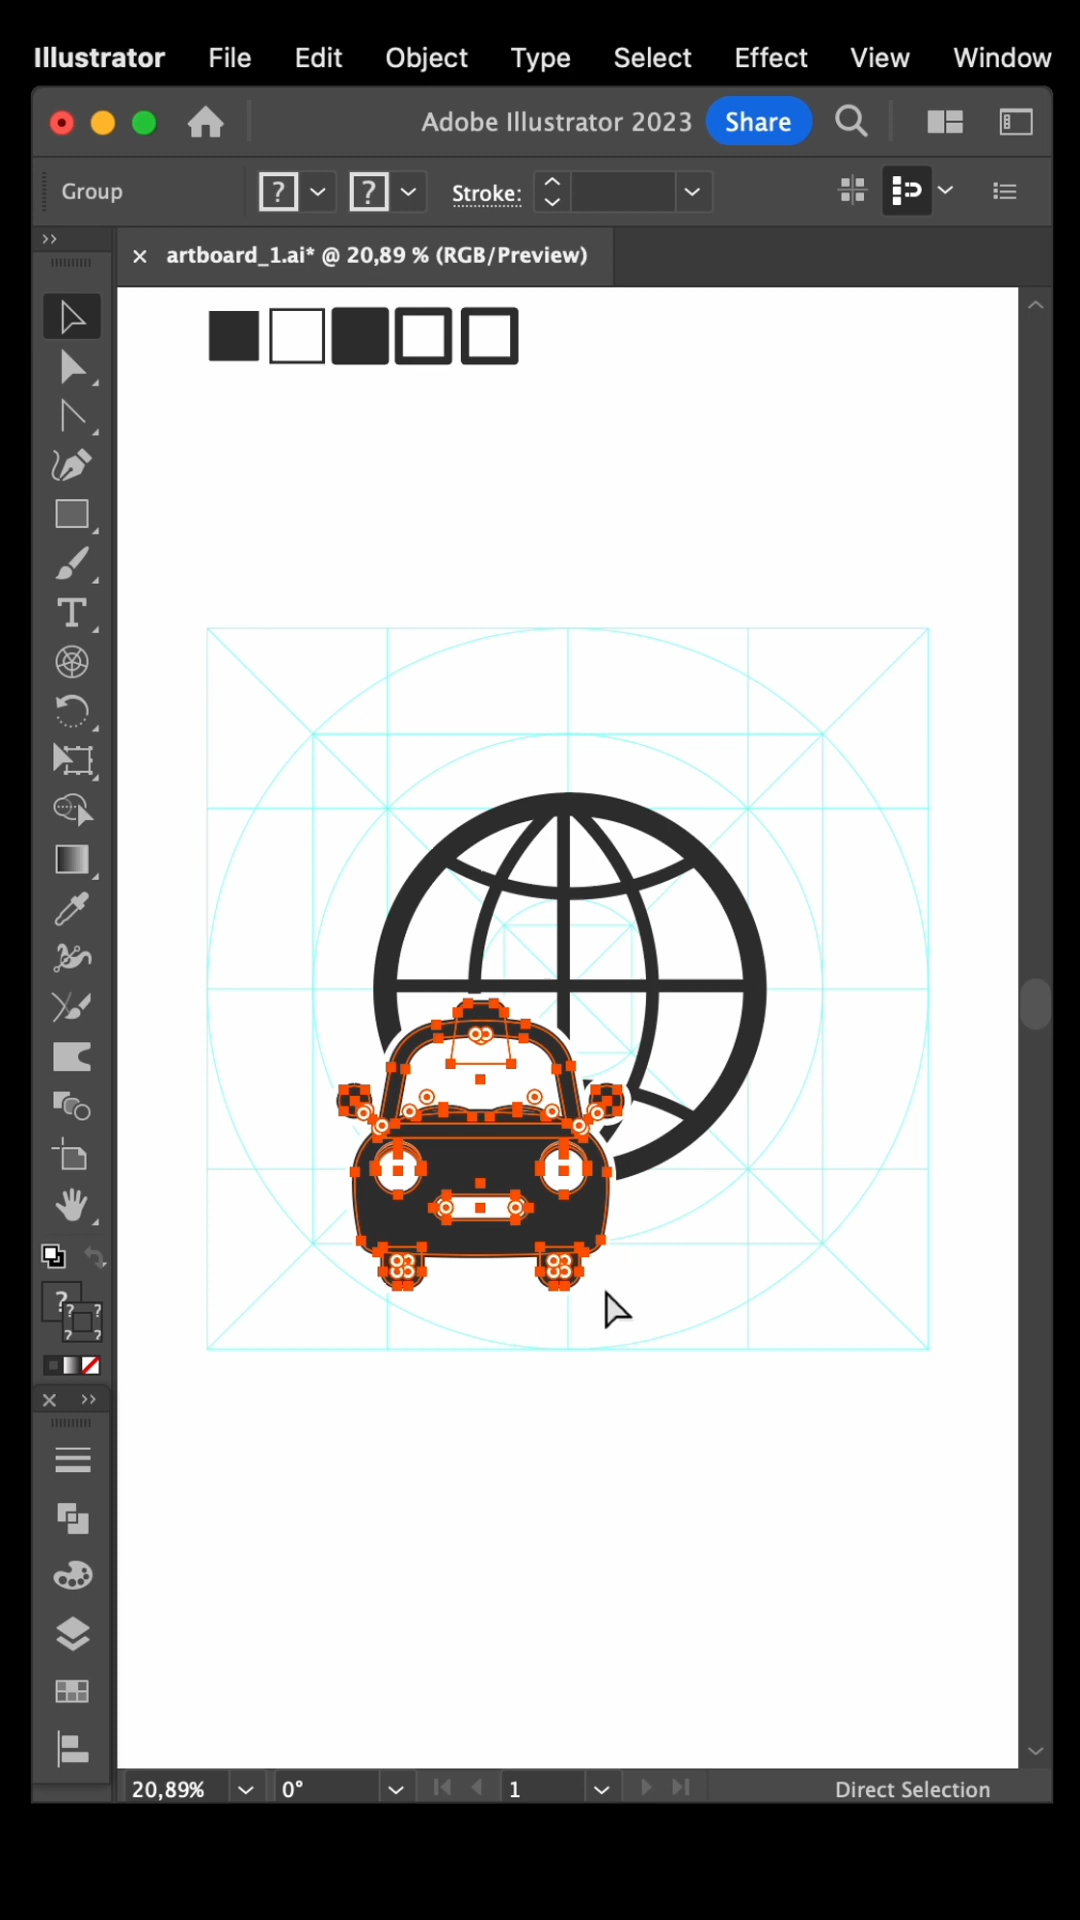 Illustrator File Edit Object Type Select Effect View Window
Adobe Illustrator 2023 Share
Group ? ? Stroke:
× artboard_1.ai* @ 20,89 % (RGB/Preview)
?
? ?
? ?
20,89% 0° 1 Direct Selection